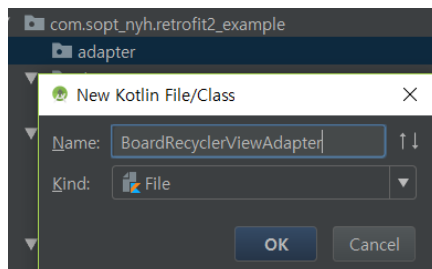 com.sopt_nyh.retrofit2_example
adapter
New Kotlin File/Class
Name: BoardRecyclerViewAdapter
Kind: File
OK Cancel